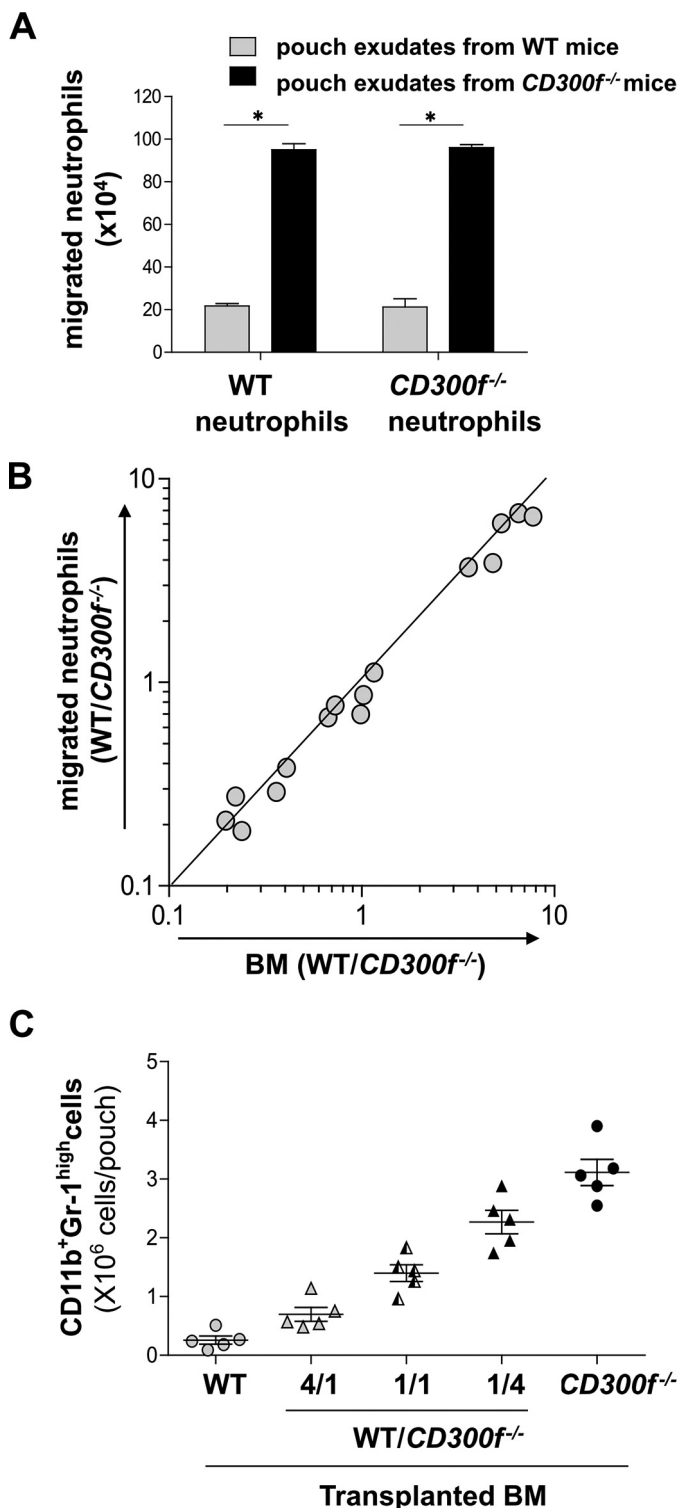 A
pouch exudates from WT mice
pouch exudates from CD300f-/- mice
migrated neutrophils
(x10⁴)
120
100
80
60
40
20
0
*
*
WT
neutrophils
CD300f-/-
neutrophils
B
migrated neutrophils
(WT/CD300f-/-)
10
1
0.1
0.1
1
10
BM (WT/CD300f-/-)
C
CD11b⁺Gr-1ʰⁱᵍʰcells
(X10⁶ cells/pouch)
5
4
3
2
1
0
WT
4/1
1/1
1/4
CD300f-/-
WT/CD300f-/-
Transplanted BM